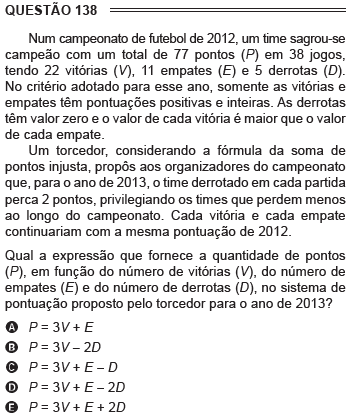 QUESTÃO 138
Num campeonato de futebol de 2012, um time sagrou-se
campeão com um total de 77 pontos (P) em 38 jogos,
tendo 22 vitórias (V), 11 empates (E) e 5 derrotas (D).
No critério adotado para esse ano, somente as vitórias e
empates têm pontuações positivas e inteiras. As derrotas
têm valor zero e o valor de cada vitória é maior que o valor
de cada empate.
Um torcedor, considerando a fórmula da soma de
pontos injusta, propôs aos organizadores do campeonato
que, para o ano de 2013, o time derrotado em cada partida
perca 2 pontos, privilegiando os times que perdem menos
ao longo do campeonato. Cada vitória e cada empate
continuariam com a mesma pontuação de 2012.
Qual a expressão que fornece a quantidade de pontos
(P), em função do número de vitórias (V), do número de
empates (E) e do número de derrotas (D), no sistema de
pontuação proposto pelo torcedor para o ano de 2013?
A P = 3V + E
B P = 3V – 2D
C P = 3V + E – D
D P = 3V + E – 2D
E P = 3V + E + 2D